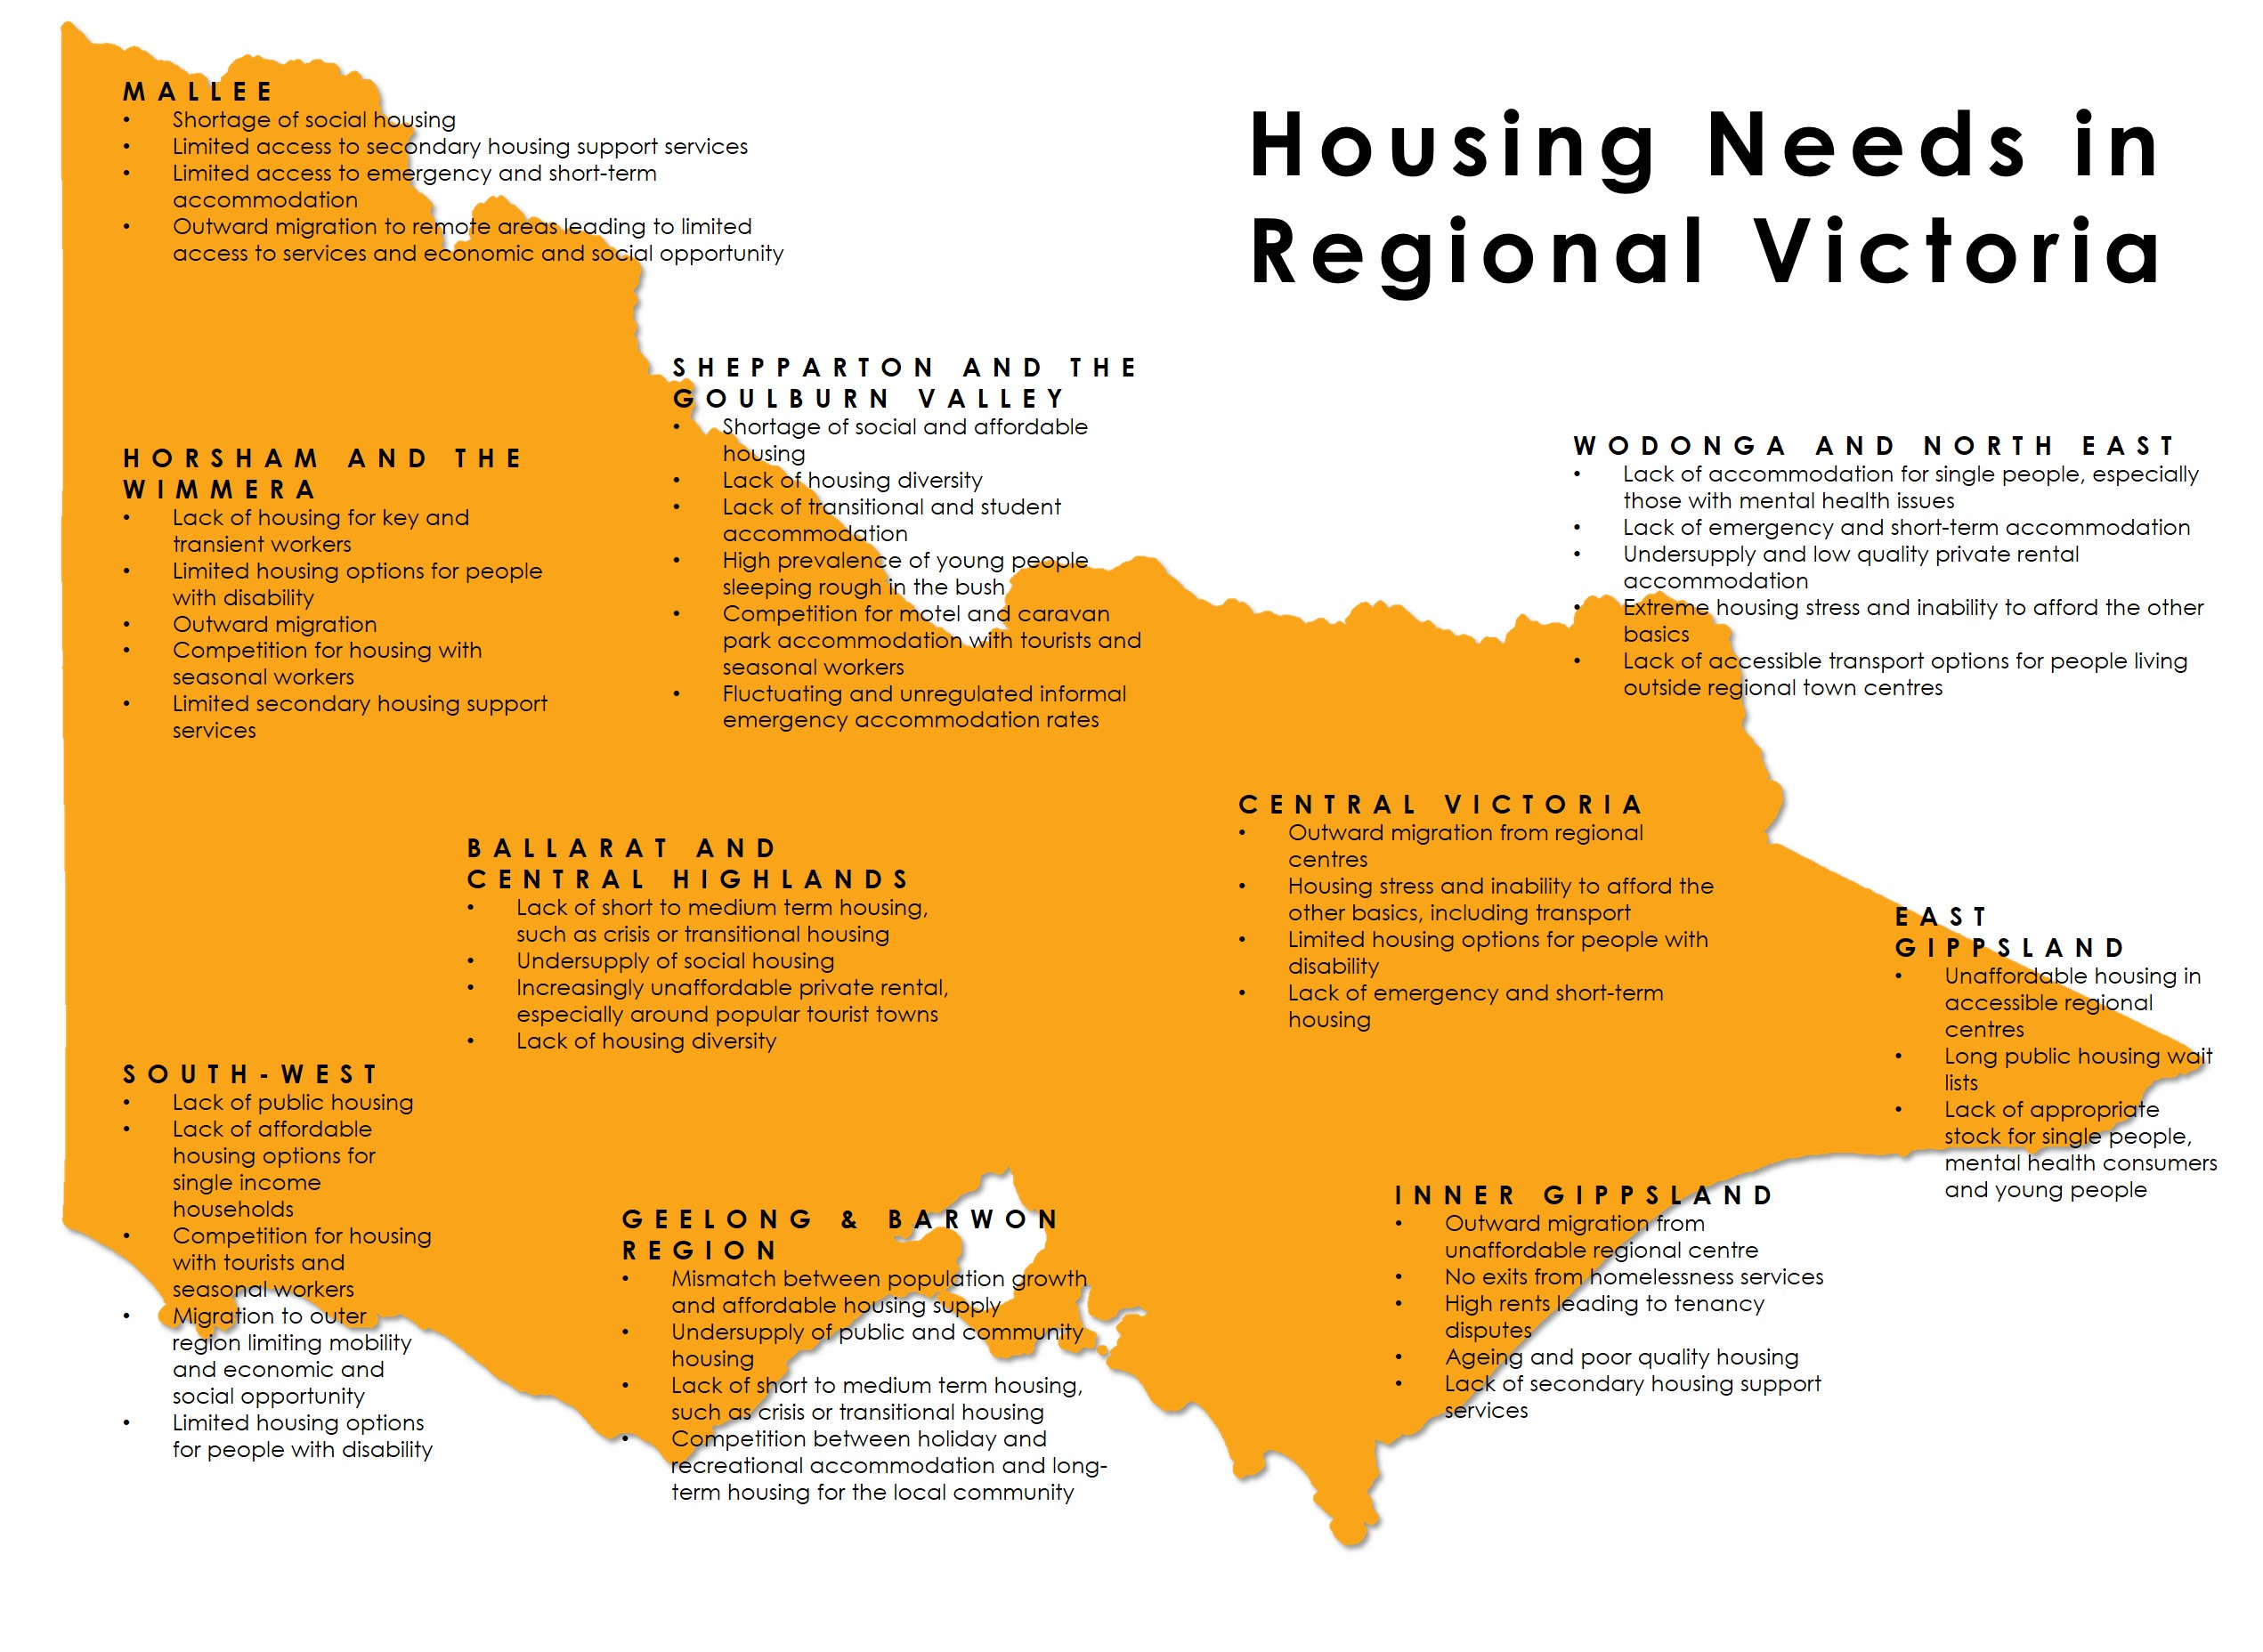 Housing Needs in
Regional Victoria
MALLEE
• Shortage of social housing
• Limited access to secondary housing support services
• Limited access to emergency and short-term
accommodation
• Outward migration to remote areas leading to limited
access to services and economic and social opportunity
SHEPPARTON AND THE
GOULBURN VALLEY
• Shortage of social and affordable
housing
• Lack of housing diversity
• Lack of transitional and student
accommodation
• High prevalence of young people
sleeping rough in the bush
• Competition for motel and caravan
park accommodation with tourists and
seasonal workers
• Fluctuating and unregulated informal
emergency accommodation rates
WODONGA AND NORTH EAST
• Lack of accommodation for single people, especially
those with mental health issues
• Lack of emergency and short-term accommodation
• Undersupply and low quality private rental
accommodation
• Extreme housing stress and inability to afford the other
basics
• Lack of accessible transport options for people living
outside regional town centres
HORSHAM AND THE
WIMMERA
• Lack of housing for key and
transient workers
• Limited housing options for people
with disability
• Outward migration
• Competition for housing with
seasonal workers
• Limited secondary housing support
services
BALLARAT AND
CENTRAL HIGHLANDS
• Lack of short to medium term housing,
such as crisis or transitional housing
• Undersupply of social housing
• Increasingly unaffordable private rental,
especially around popular tourist towns
• Lack of housing diversity
CENTRAL VICTORIA
• Outward migration from regional
centres
• Housing stress and inability to afford the
other basics, including transport
• Limited housing options for people with
disability
• Lack of emergency and short-term
housing
EAST
GIPPSLAND
• Unaffordable housing in
accessible regional
centres
• Long public housing wait
lists
• Lack of appropriate
stock for single people,
mental health consumers
and young people
SOUTH-WEST
• Lack of public housing
• Lack of affordable
housing options for
single income
households
• Competition for housing
with tourists and
seasonal workers
• Migration to outer
region limiting mobility
and economic and
social opportunity
• Limited housing options
for people with disability
GEELONG & BARWON
REGION
• Mismatch between population growth
and affordable housing supply
• Undersupply of public and community
housing
• Lack of short to medium term housing,
such as crisis or transitional housing
• Competition between holiday and
recreational accommodation and long-
term housing for the local community
INNER GIPPSLAND
• Outward migration from
unaffordable regional centre
• No exits from homelessness services
• High rents leading to tenancy
disputes
• Ageing and poor quality housing
• Lack of secondary housing support
services